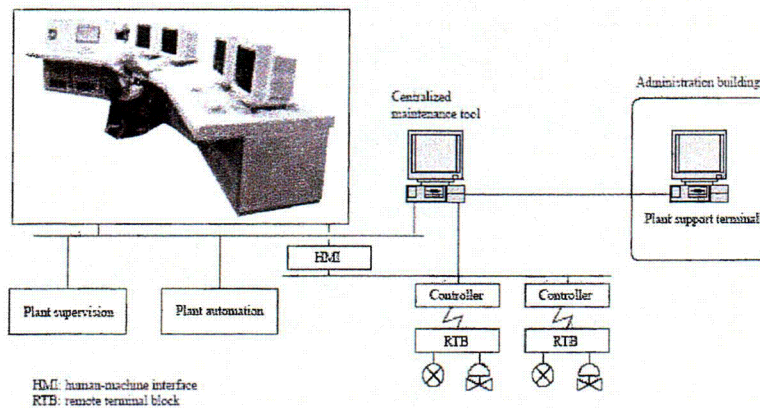 Centralized
maintenance tool
Administration building
Plant support terminal
HMI
Plant supervision
Plant automation
Controller
Controller
RTB
RTB
HMI: human-machine interface
RTB: remote terminal block